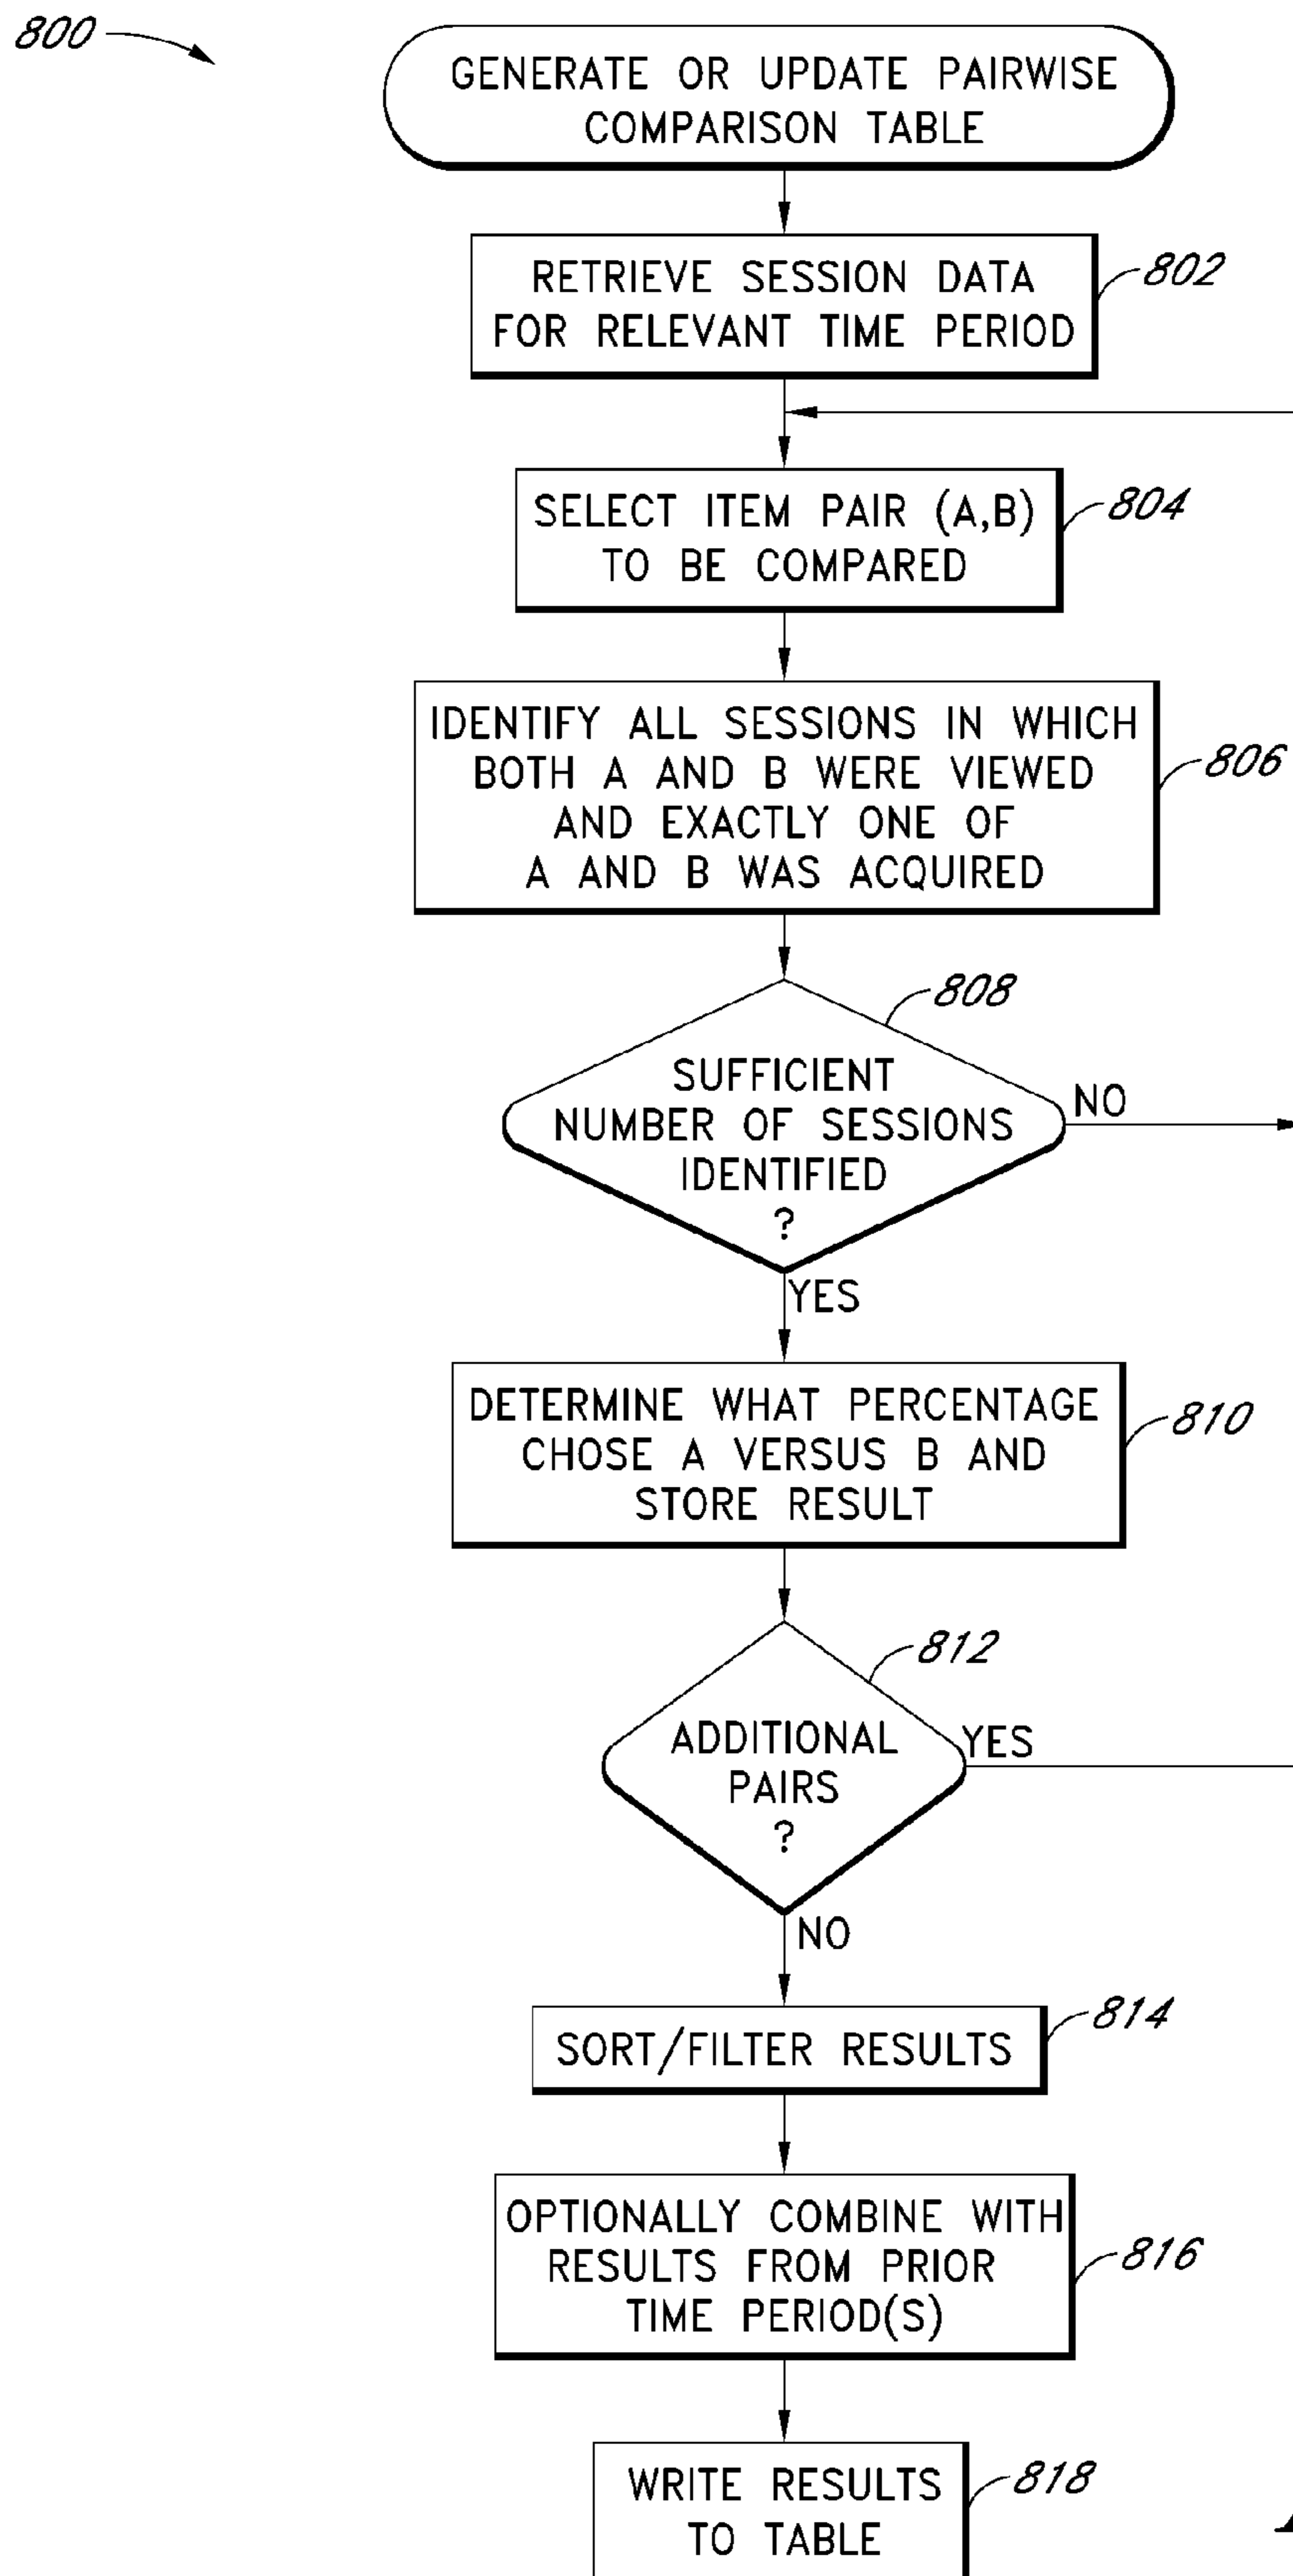 800
GENERATE OR UPDATE PAIRWISE
COMPARISON TABLE
RETRIEVE SESSION DATA
FOR RELEVANT TIME PERIOD
802
SELECT ITEM PAIR (A,B)
TO BE COMPARED
804
IDENTIFY ALL SESSIONS IN WHICH
BOTH A AND B WERE VIEWED
AND EXACTLY ONE OF
A AND B WAS ACQUIRED
806
808
SUFFICIENT
NUMBER OF SESSIONS
IDENTIFIED
?
NO
YES
DETERMINE WHAT PERCENTAGE
CHOSE A VERSUS B AND
STORE RESULT
810
812
ADDITIONAL
PAIRS
?
YES
NO
SORT/FILTER RESULTS
814
OPTIONALLY COMBINE WITH
RESULTS FROM PRIOR
TIME PERIOD(S)
816
WRITE RESULTS
TO TABLE
818